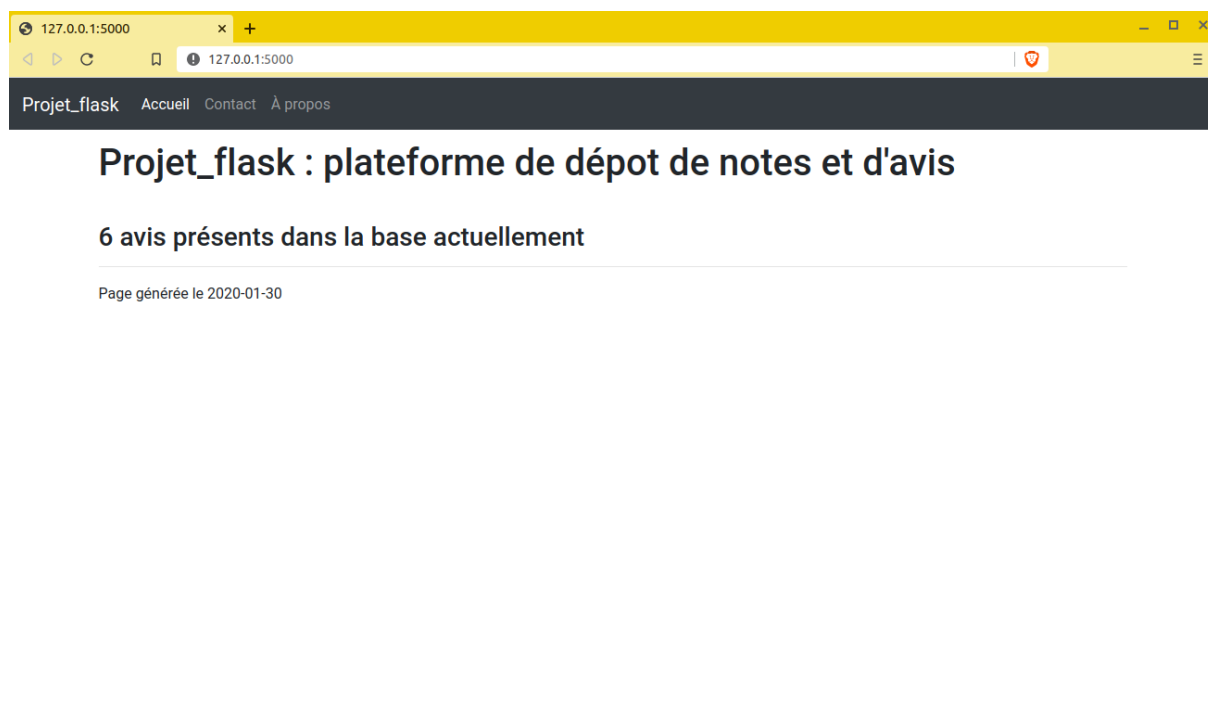 127.0.0.1:5000
127.0.0.1:5000
Projet_flask Accueil Contact À propos
Projet_flask : plateforme de dépot de notes et d'avis
6 avis présents dans la base actuellement
Page générée le 2020-01-30